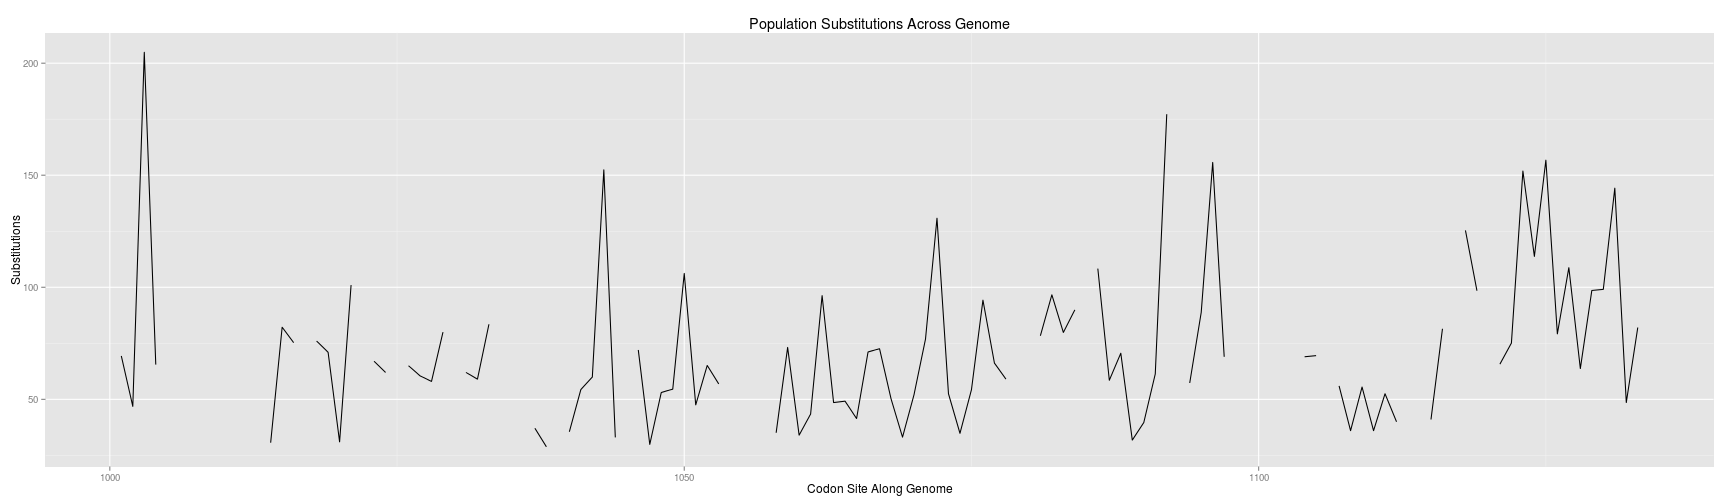 Population Substitutions Across Genome
200
150
100
50
Substitutions
1000
1050
1100
Codon Site Along Genome